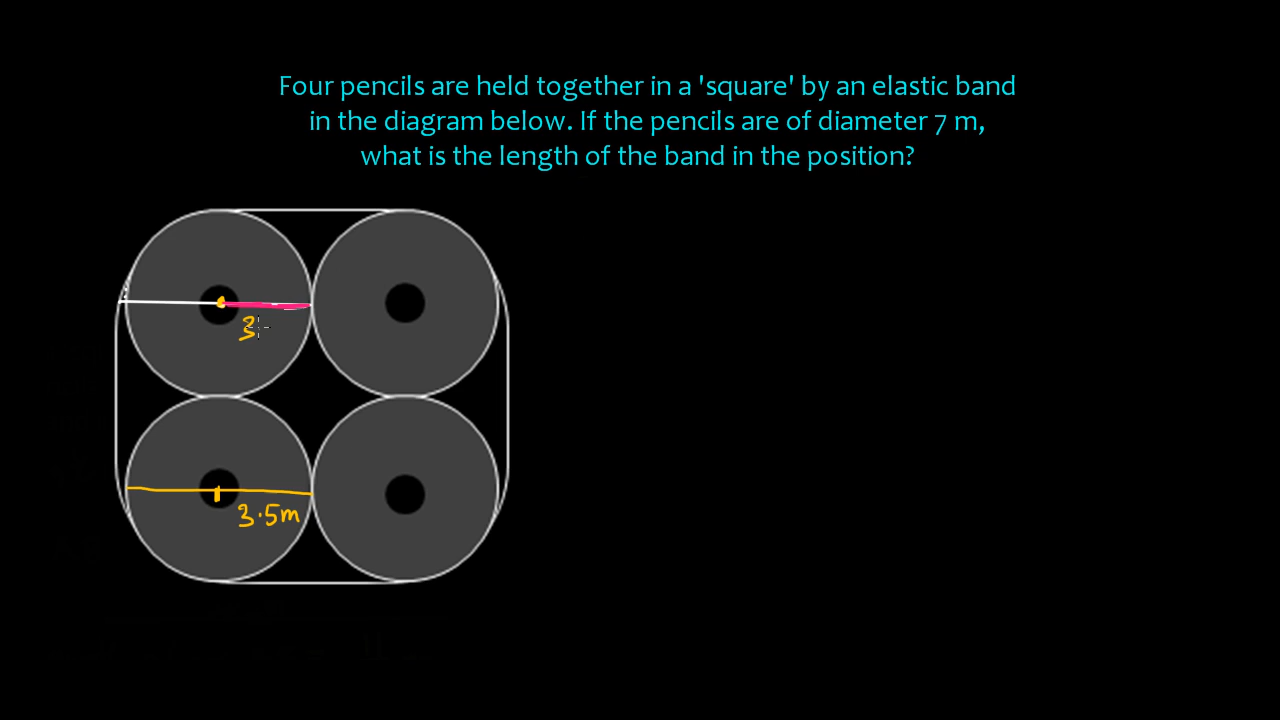 Four pencils are held together in a 'square' by an elastic band
in the diagram below. If the pencils are of diameter 7 m,
what is the length of the band in the position?
3
3.5m